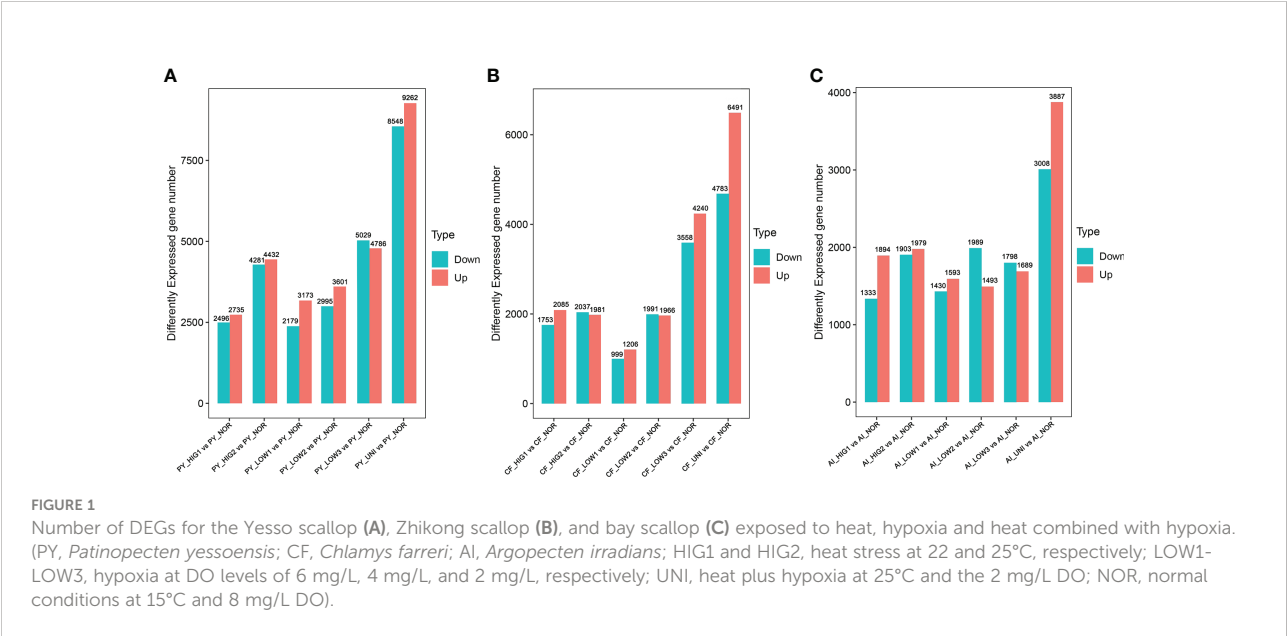 A
B
C
Differently Expressed gene number
7500
5000
2500
0
2496
2735
4281
4432
2179
3173
2995
3601
5029
4786
8548
9262
PY_HIG1 vs PY_NOR
PY_HIG2 vs PY_NOR
PY_LOW1 vs PY_NOR
PY_LOW2 vs PY_NOR
PY_LOW3 vs PY_NOR
PY_UNI vs PY_NOR
Type
Down
Up
Differently Expressed gene number
6000
4000
2000
0
1753
2085
2037
1981
999
1206
1991
1966
3558
4240
4783
6491
CF_HIG1 vs CF_NOR
CF_HIG2 vs CF_NOR
CF_LOW1 vs CF_NOR
CF_LOW2 vs CF_NOR
CF_LOW3 vs CF_NOR
CF_UNI vs CF_NOR
Type
Down
Up
Differently Expressed gene number
4000
3000
2000
1000
0
1333
1894
1903
1979
1430
1593
1989
1493
1798
1689
3008
3887
AI_HIG1 vs AI_NOR
AI_HIG2 vs AI_NOR
AI_LOW1 vs AI_NOR
AI_LOW2 vs AI_NOR
AI_LOW3 vs AI_NOR
AI_UNI vs AI_NOR
Type
Down
Up
FIGURE 1
Number of DEGs for the Yesso scallop (A), Zhikong scallop (B), and bay scallop (C) exposed to heat, hypoxia and heat combined with hypoxia.
(PY, Patinopecten yessoensis; CF, Chlamys farreri; AI, Argopecten irradians; HIG1 and HIG2, heat stress at 22 and 25°C, respectively; LOW1-
LOW3, hypoxia at DO levels of 6 mg/L, 4 mg/L, and 2 mg/L, respectively; UNI, heat plus hypoxia at 25°C and the 2 mg/L DO; NOR, normal
conditions at 15°C and 8 mg/L DO).